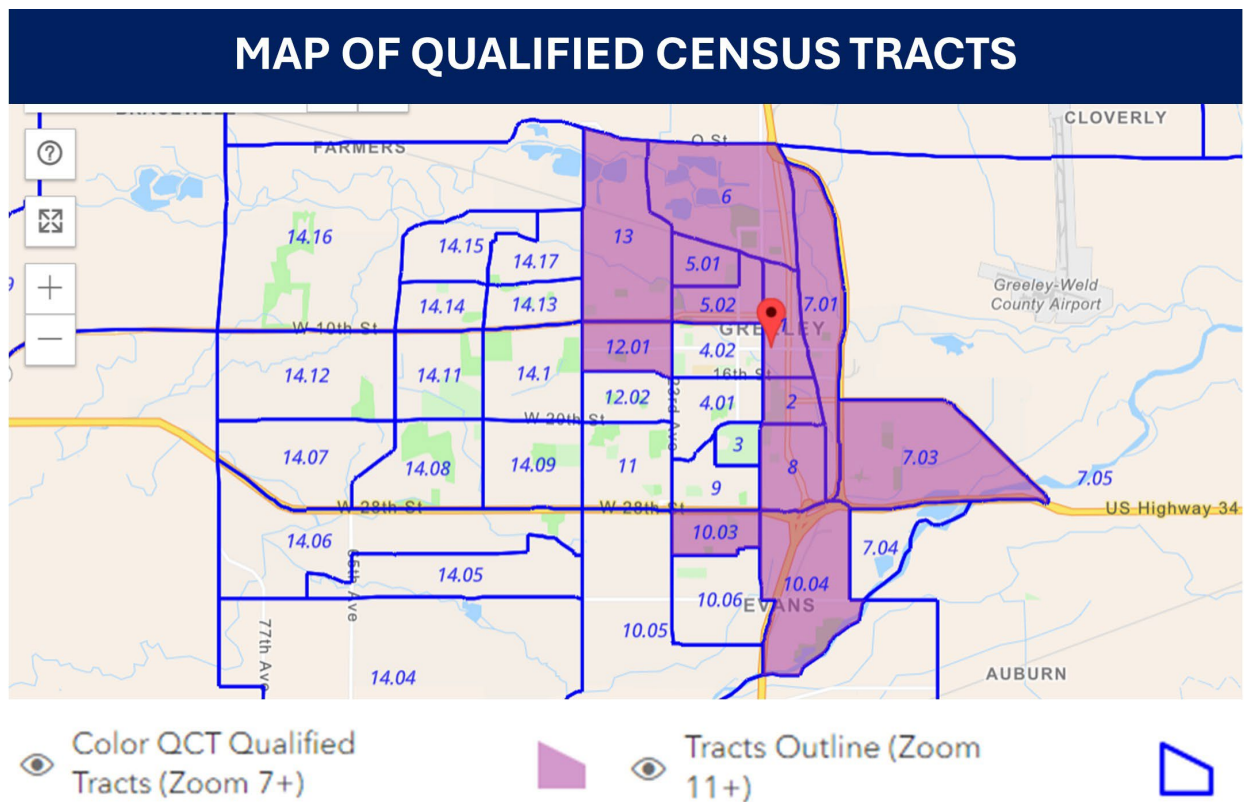 MAP OF QUALIFIED CENSUS TRACTS
CLOVERLY
FARMERS
O St
6
14.16
14.15
13
14.17
5.01
Greeley-Weld
County Airport
14.14
14.13
5.02
7.01
W 10th St
GREELEY
12.01
4.02
14.12
14.11
14.1
16th St
12.02
4.01
2
23rd Ave
W 20th St
3
14.07
14.08
14.09
11
8
7.03
9
7.05
W 28th St
W 28th St
US Highway 34
10.03
14.06
7.04
65th Ave
14.05
10.04
10.06
EVANS
77th Ave
10.05
14.04
AUBURN
Color QCT Qualified
Tracts (Zoom 7+)
Tracts Outline (Zoom
11+)